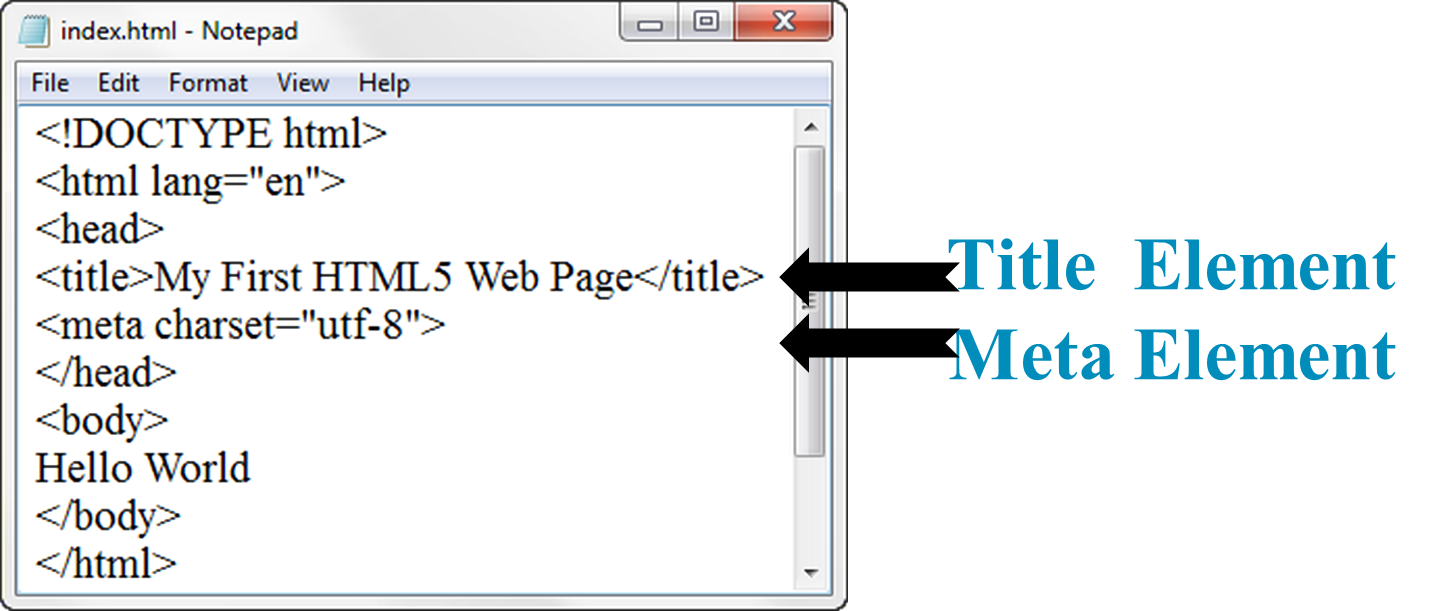 index.html - Notepad
File Edit Format View Help
<!DOCTYPE html>
<html lang="en">
<head>
<title>My First HTML5 Web Page</title>
<meta charset="utf-8">
</head>
<body>
Hello World
</body>
</html>
Title Element
Meta Element